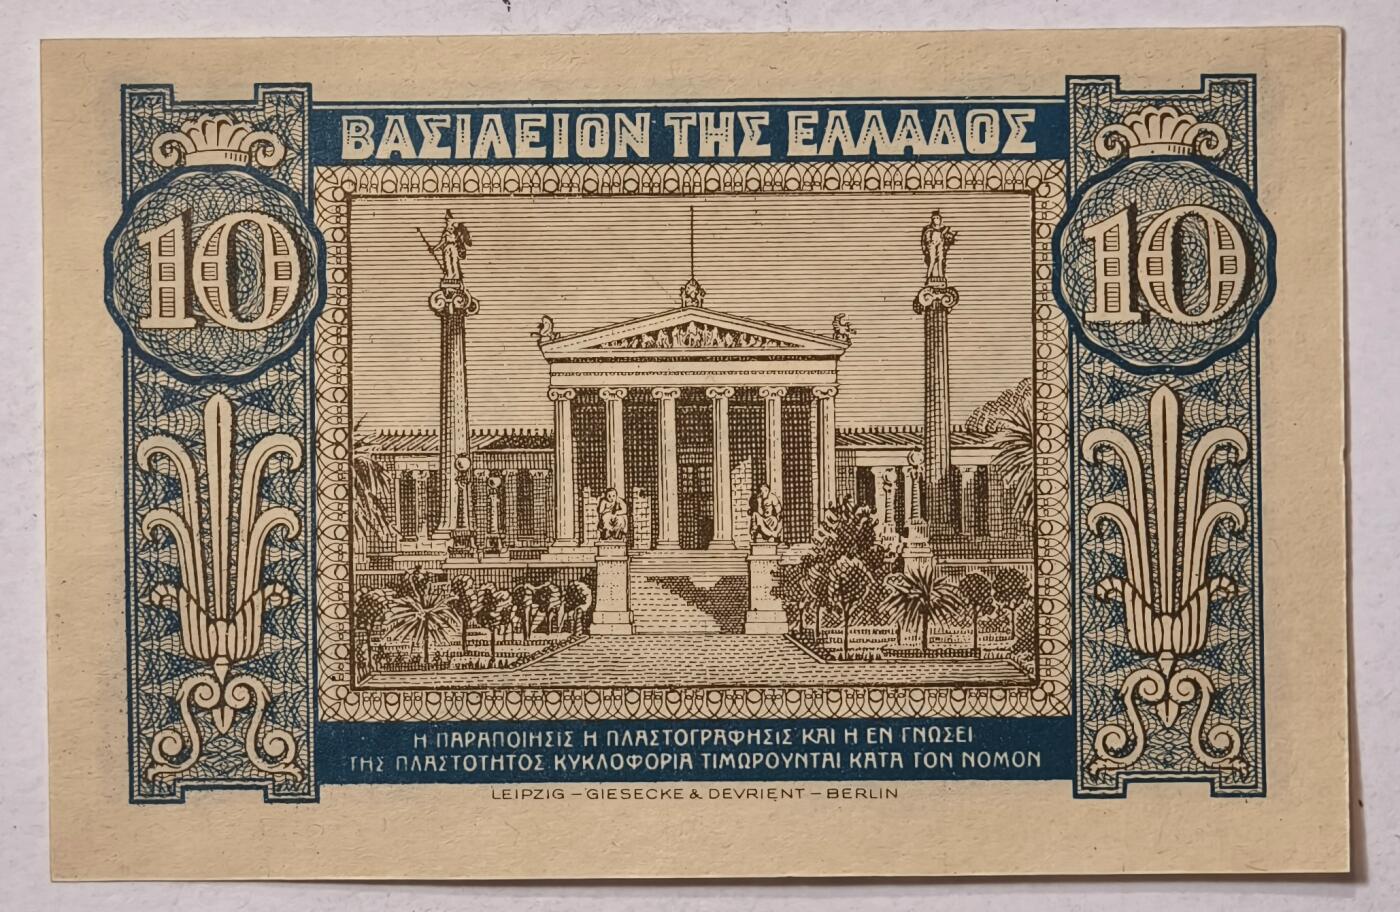 ΒΑΣΙΛΕΙΟΝ ΤΗΣ ΕΛΛΑΔΟΣ
10 10
Η ΠΑΡΑΠΟΙΗΣΙΣ Η ΠΛΑΣΤΟΓΡΑΦΗΣΙΣ ΚΑΙ Η ΕΝ ΓΝΩΣΕΙ
ΤΗΣ ΠΛΑΣΤΟΤΗΤΟΣ ΚΥΚΛΟΦΟΡΙΑ ΤΙΜΩΡΟΥΝΤΑΙ ΚΑΤΑ ΤΟΝ ΝΟΜΟΝ
LEIPZIG – GIESECKE & DEVRIENT – BERLIN